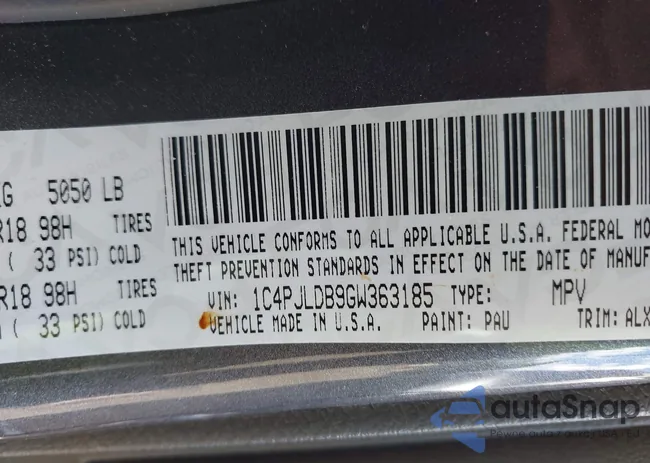 KG 5050 LB
R18 98H TIRES
( 33 PSI) COLD
R18 98H TIRES
( 33 PSI) COLD
THIS VEHICLE CONFORMS TO ALL APPLICABLE U.S.A. FEDERAL MO
THEFT PREVENTION STANDARDS IN EFFECT ON THE DATE OF MANUF
VIN: 1C4PJLDB9GW363185 TYPE: MPV
VEHICLE MADE IN U.S.A. PAINT: PAU TRIM: ALX
autoSnap